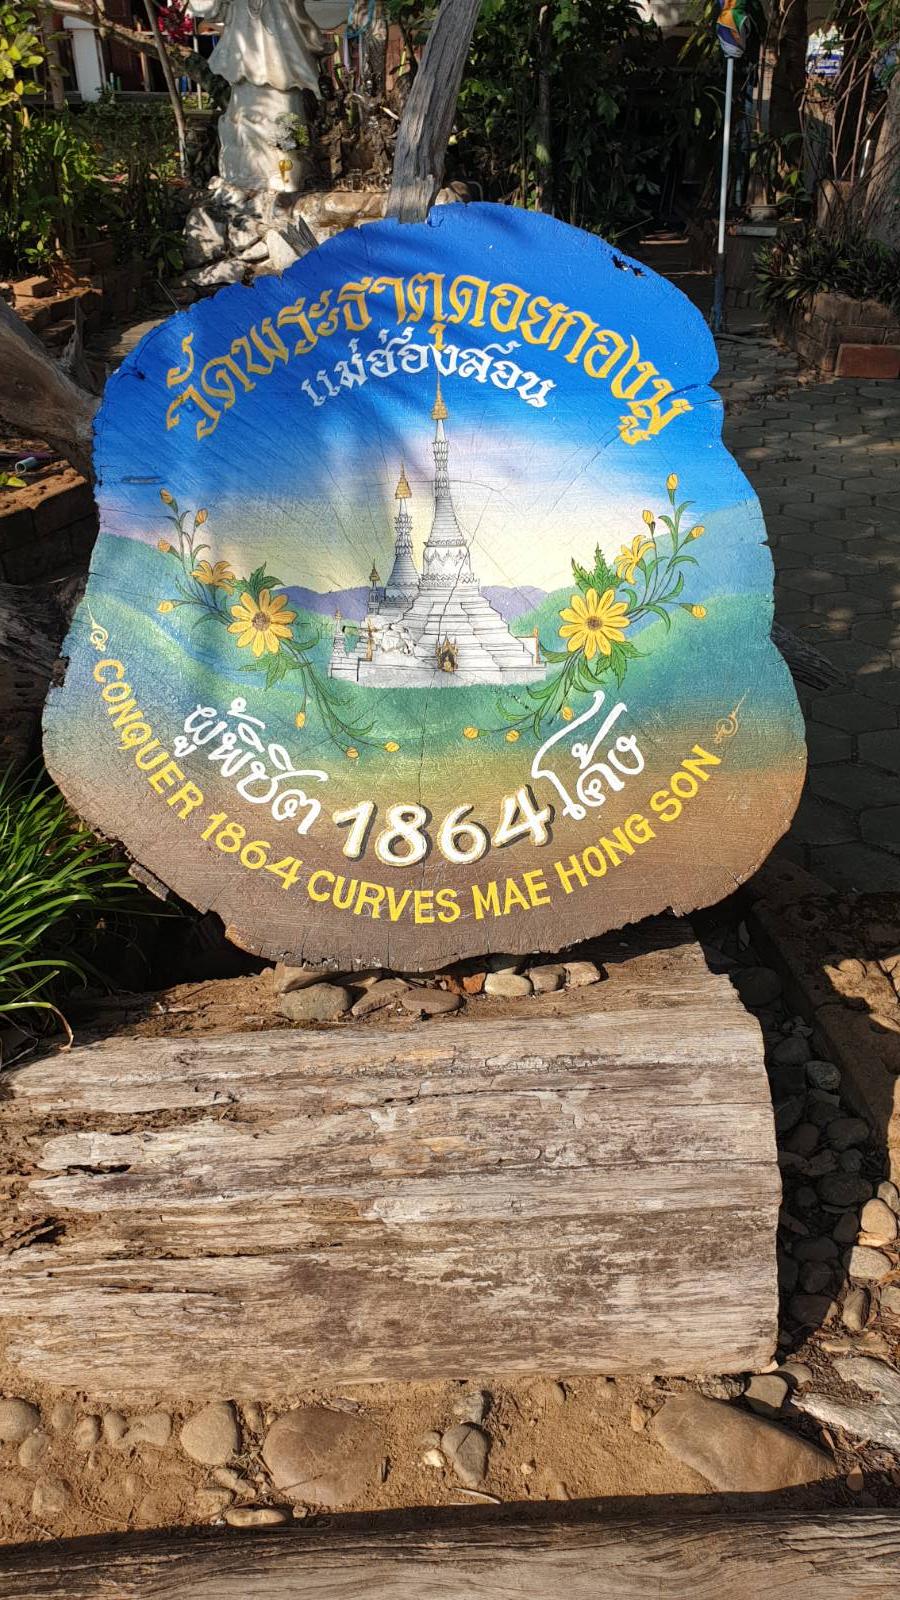 วัดพระธาตุดอยกองมู
แม่ฮ่องสอน
ผู้พิชิต 1864 โค้ง
CONQUER 1864 CURVES MAE HONG SON